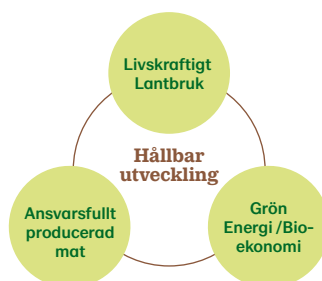 Livskraftigt
Lantbruk
Hållbar
utveckling
Ansvarsfullt
producerad
mat
Grön
Energi /Bio-
ekonomi